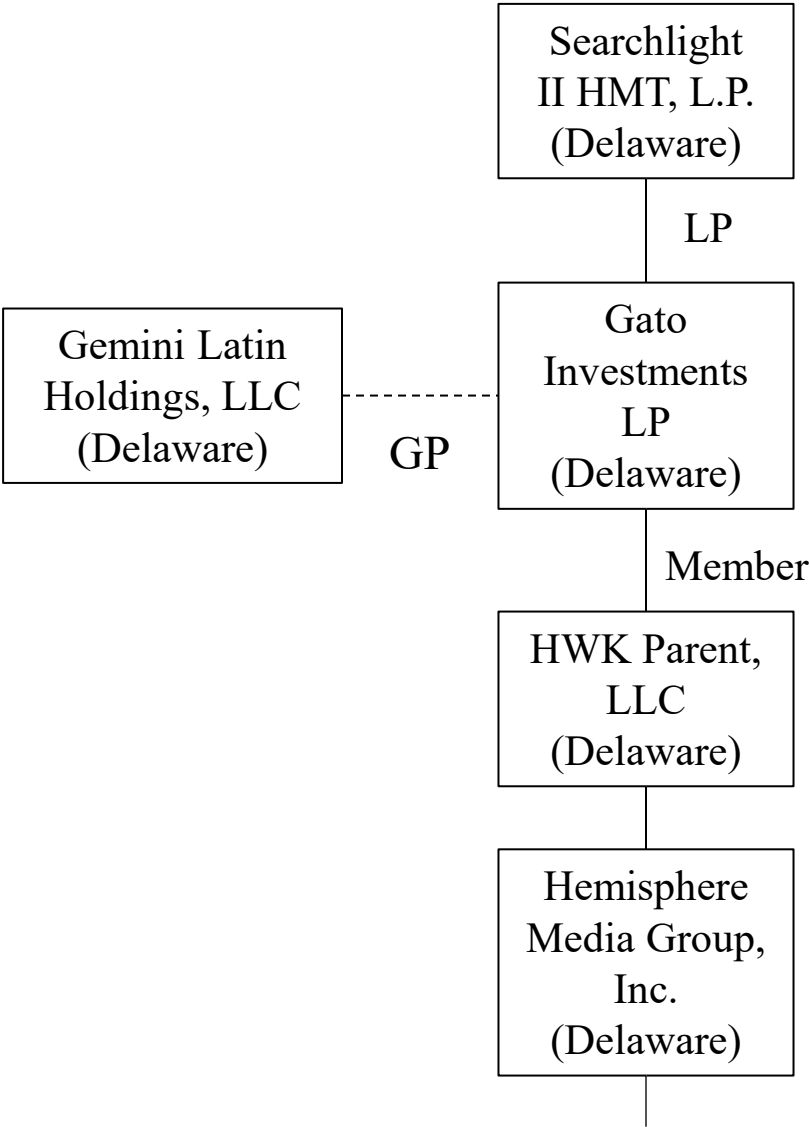 Searchlight
II HMT, L.P.
(Delaware)
LP
Gemini Latin
Holdings, LLC
(Delaware)
GP
Gato
Investments
LP
(Delaware)
Member
HWK Parent,
LLC
(Delaware)
Hemisphere
Media Group,
Inc.
(Delaware)